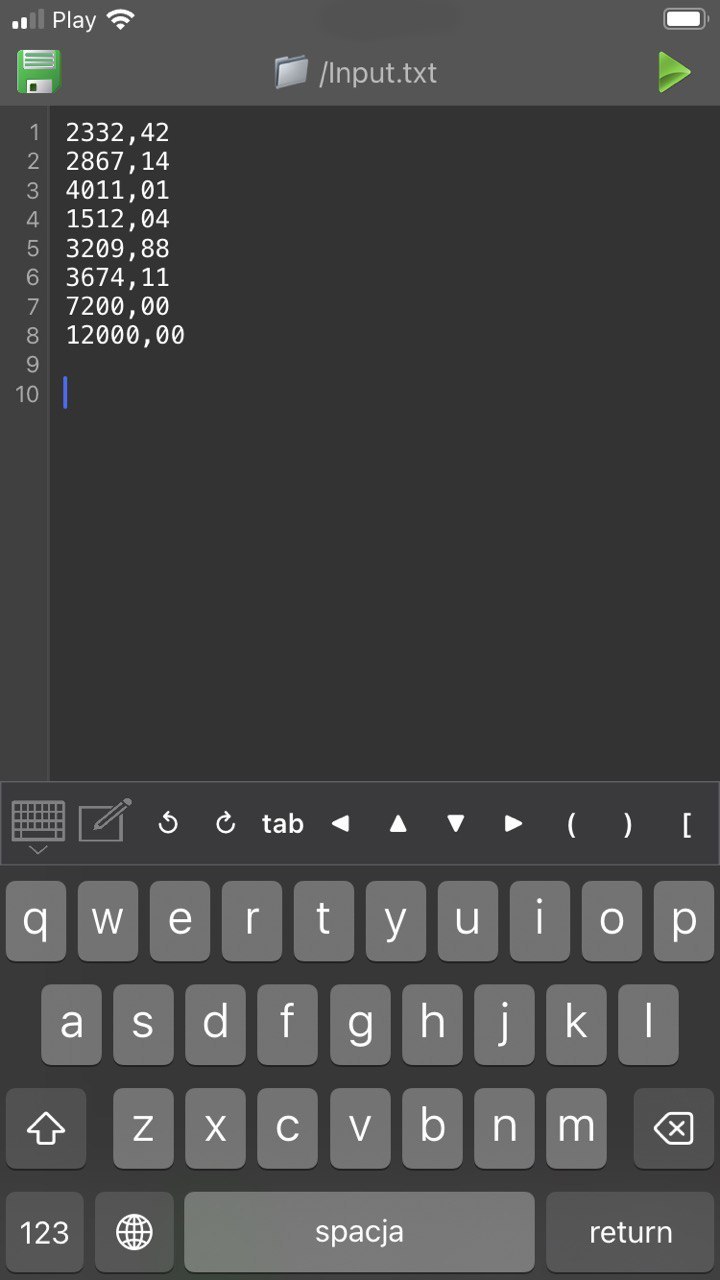 Play
/Input.txt
1 2332,42
2 2867,14
3 4011,01
4 1512,04
5 3209,88
6 3674,11
7 7200,00
8 12000,00
9
10
tab ( ) [
q w e r t y u i o p
a s d f g h j k l
z x c v b n m
123 spacja return